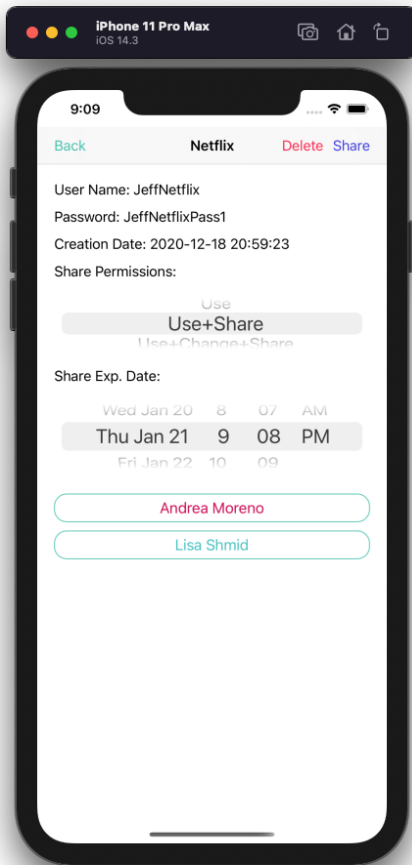 iPhone 11 Pro Max
iOS 14.3
9:09
Back Netflix Delete Share
User Name: JeffNetflix
Password: JeffNetflixPass1
Creation Date: 2020-12-18 20:59:23
Share Permissions:
Use
Use+Share
Use+Change+Share
Share Exp. Date:
Wed Jan 20 8 07 AM
Thu Jan 21 9 08 PM
Fri Jan 22 10 09
Andrea Moreno
Lisa Shmid